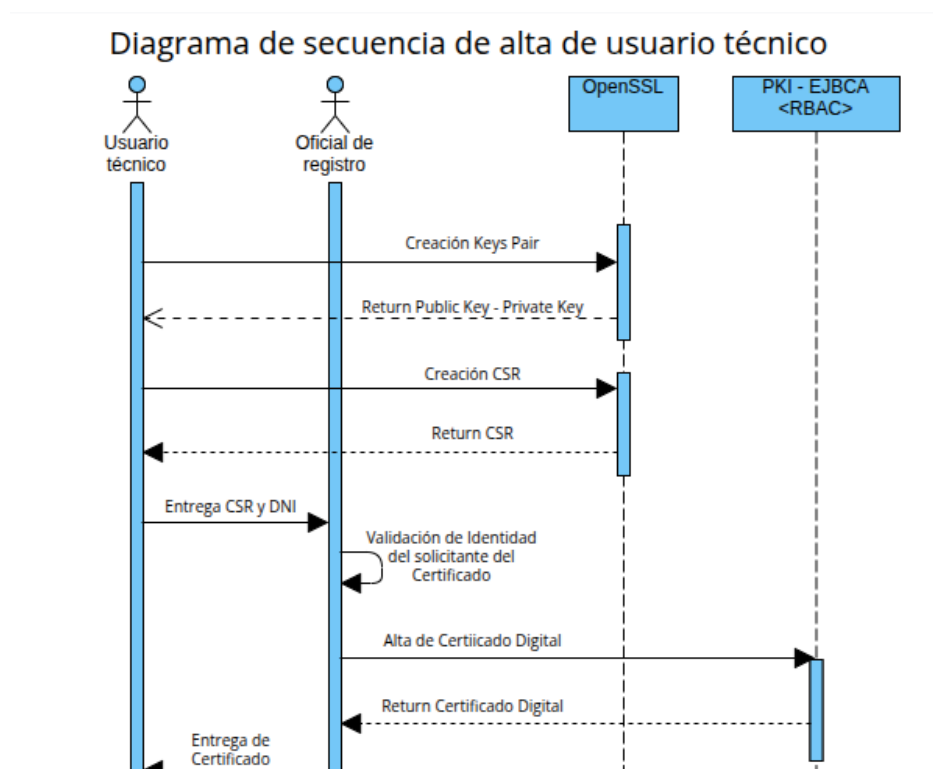 Diagrama de secuencia de alta de usuario técnico
OpenSSL
PKI - EJBCA
<RBAC>
Usuario
técnico
Oficial de
registro
Creación Keys Pair
Return Public Key - Private Key
Creación CSR
Return CSR
Entrega CSR y DNI
Validación de Identidad
del solicitante del
Certificado
Alta de Certiicado Digital
Return Certificado Digital
Entrega de
Certificado